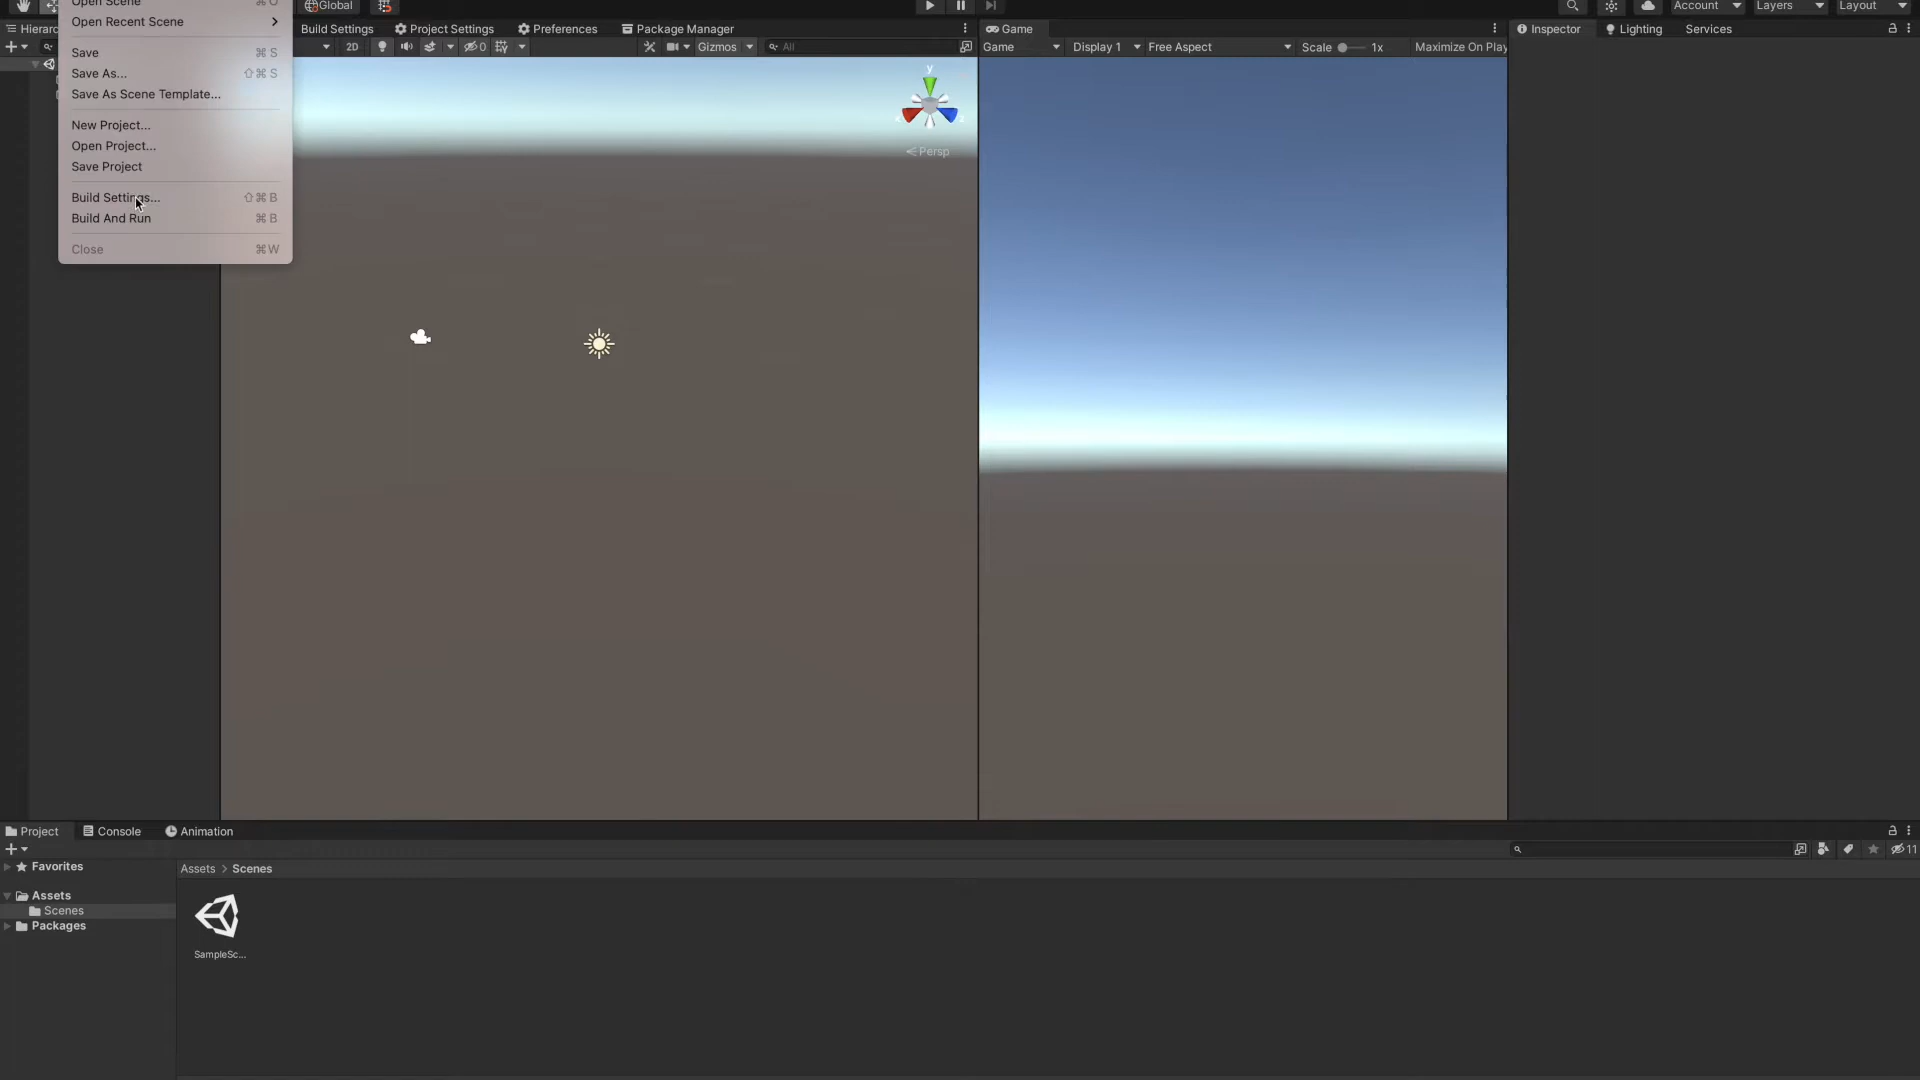 Global
Account
Layers
Layout
Open Scene ⌘ O
Open Recent Scene >
Save ⌘ S
Save As... ⇧ ⌘ S
Save As Scene Template...
New Project...
Open Project...
Save Project
Build Settings... ⇧ ⌘ B
Build And Run ⌘ B
Close ⌘ W
Hierarc
Build Settings
Project Settings
Preferences
Package Manager
2D
0
Gizmos
All
y
Persp
Game
Game
Display 1
Free Aspect
Scale
1x
Maximize On Play
Inspector
Lighting
Services
Project
Console
Animation
11
Favorites
Assets
Scenes
Packages
Assets > Scenes
SampleSc...